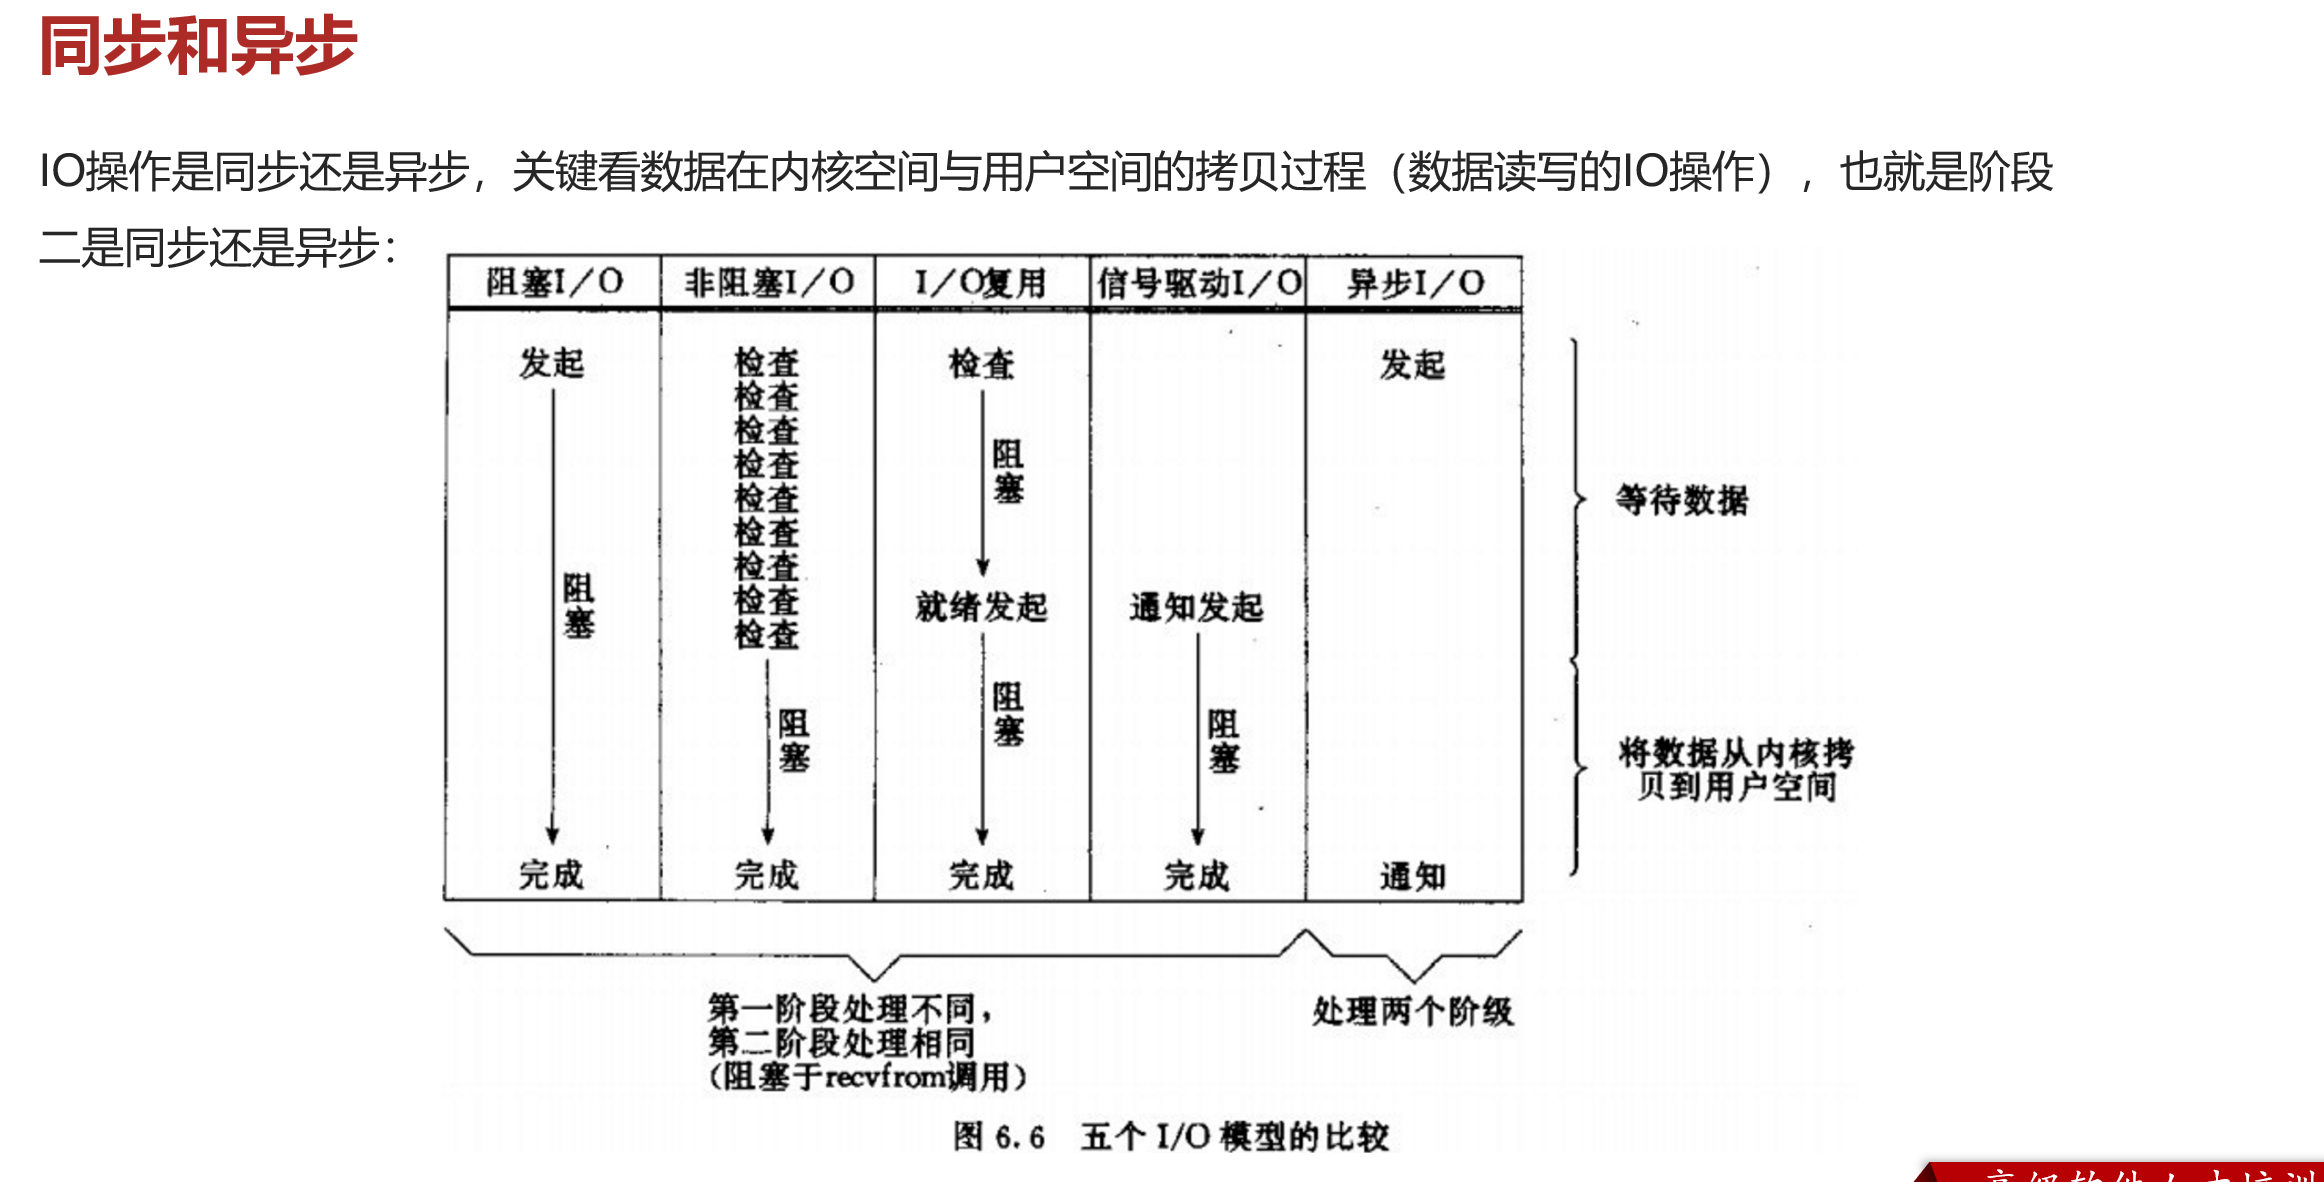 同步和异步
IO操作是同步还是异步，关键看数据在内核空间与用户空间的拷贝过程（数据读写的IO操作），也就是阶段
二是同步还是异步：
阻塞I/O 非阻塞I/O I/O复用 信号驱动I/O 异步I/O
发起
阻塞
完成
检查
检查
检查
检查
检查
检查
检查
检查
检查
阻塞
完成
检查
阻塞
就绪发起
阻塞
完成
通知发起
阻塞
完成
发起
通知
等待数据
将数据从内核拷
贝到用户空间
第一阶段处理不同，
第二阶段处理相同
（阻塞于recvfrom调用）
处理两个阶级
图 6.6 五个 I/O 模型的比较